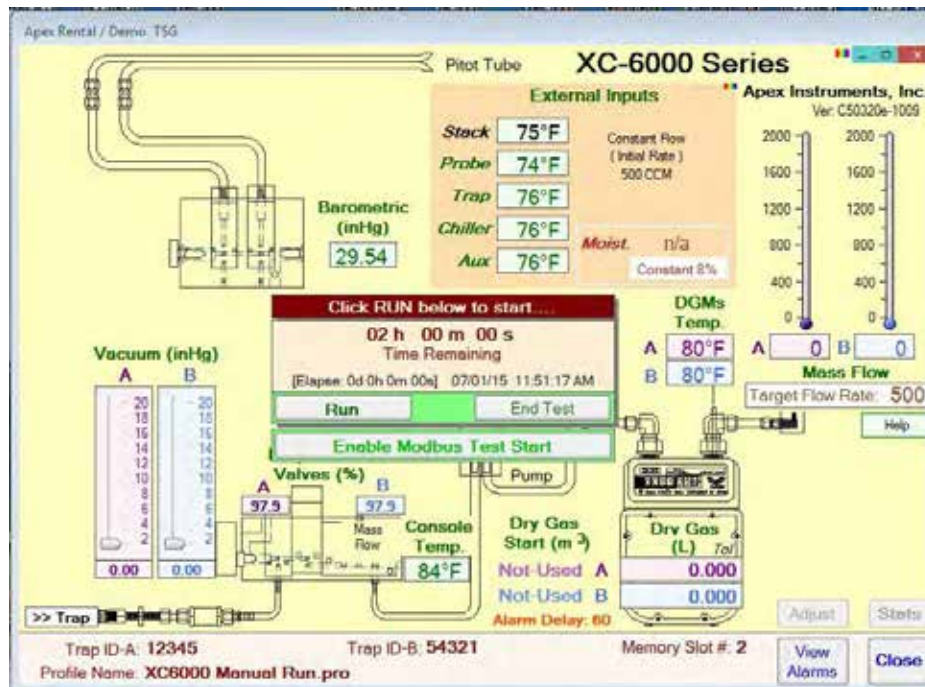 Apex Rental / Demo TSG
Pitot Tube
XC-6000 Series
External Inputs
Stack 75°F
Probe 74°F
Trap 76°F
Chiller 76°F
Aux 76°F
Constant Flow
( Initial Rate )
500 CCM
Moist. n/a
Constant 8%
Apex Instruments, Inc.
Ver: C50320e-1009
2000 2000
1600 1600
1200 1200
800 800
400 400
0 0
A 0 B 0
Mass Flow
Target Flow Rate: 500
Help
Barometric
(inHg)
29.54
Click RUN below to start....
02 h 00 m 00 s
Time Remaining
[Elapse: 0d 0h 0m 00s] 07/01/15 11:51:17 AM
Run End Test
Enable Modbus Test Start
DGMs
Temp.
A 80°F
B 80°F
Vacuum (inHg)
A B
20 20
18 18
16 16
14 14
12 12
10 10
8 8
6 6
4 4
2 2
0.00 0.00
Valves (%)
A B
97.9 97.9
Mass
Flow
Console
Temp.
84°F
Pump
Dry Gas
Start (m³)
Not-Used A
Not-Used B
Alarm Delay: 60
Dry Gas
(L) Tol
0.000
0.000
>> Trap
Adjust Stats
Trap ID-A: 12345 Trap ID-B: 54321 Memory Slot #: 2
Profile Name: XC6000 Manual Run.pro
View
Alarms
Close